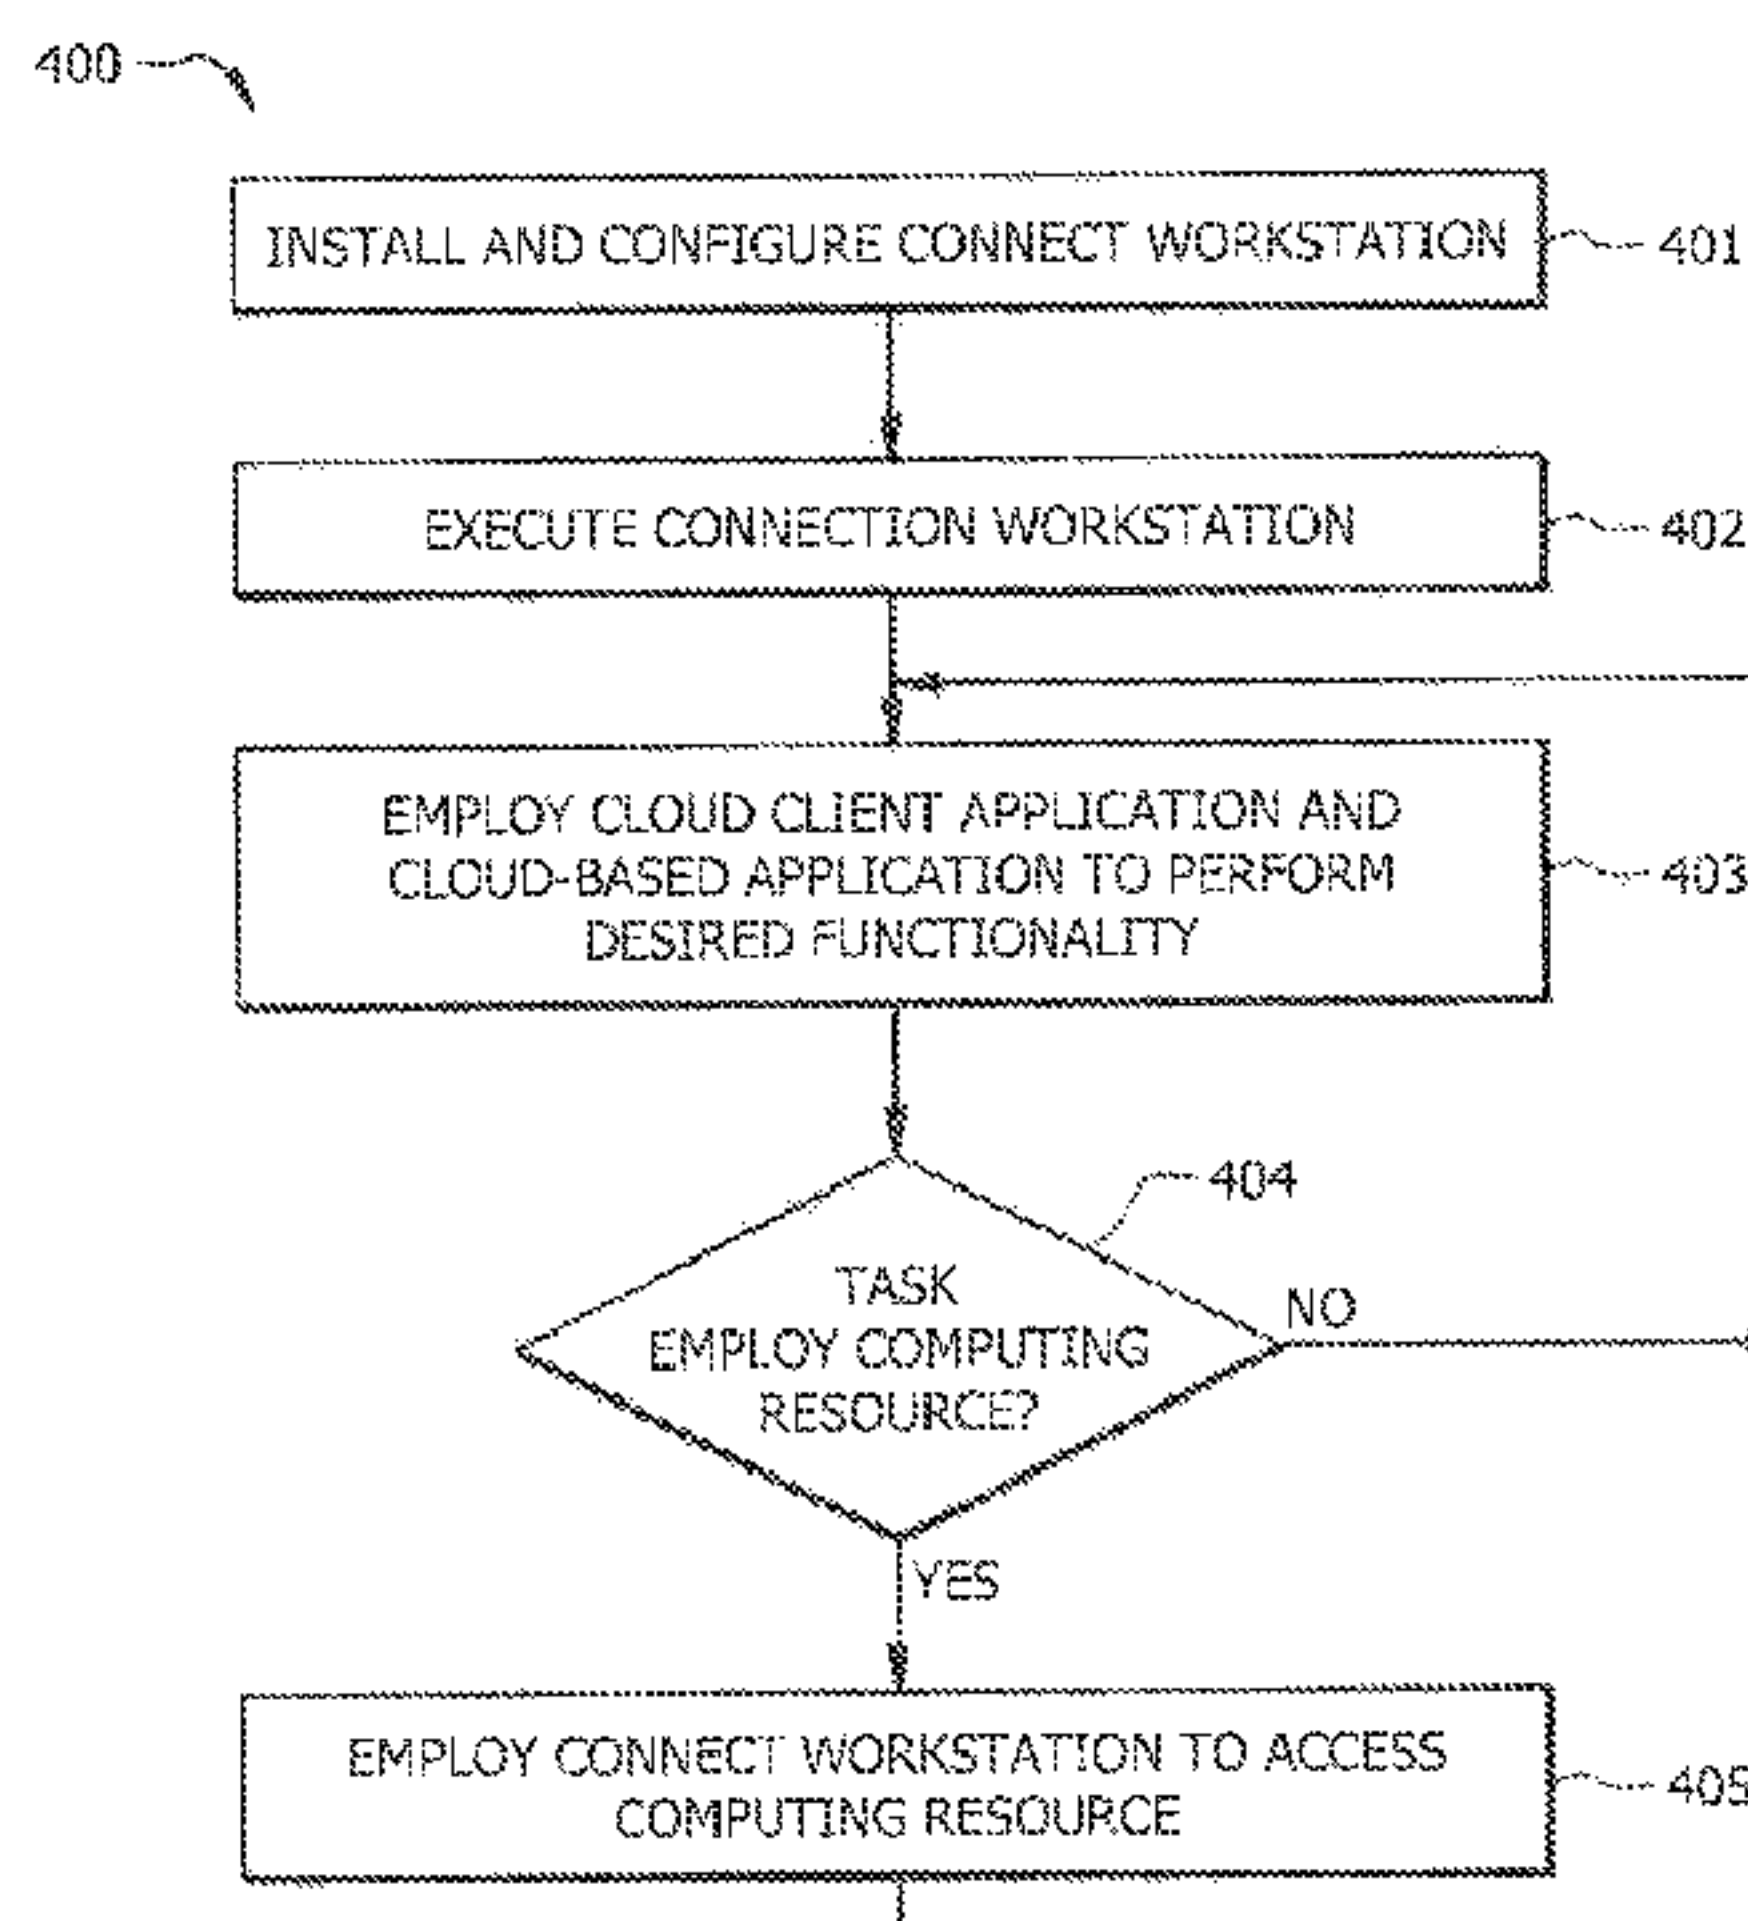 400
INSTALL AND CONFIGURE CONNECT WORKSTATION
401
EXECUTE CONNECTION WORKSTATION
402
EMPLOY CLOUD CLIENT APPLICATION AND
CLOUD-BASED APPLICATION TO PERFORM
DESIRED FUNCTIONALITY
403
404
TASK
EMPLOY COMPUTING
RESOURCE?
NO
YES
EMPLOY CONNECT WORKSTATION TO ACCESS
COMPUTING RESOURCE
405